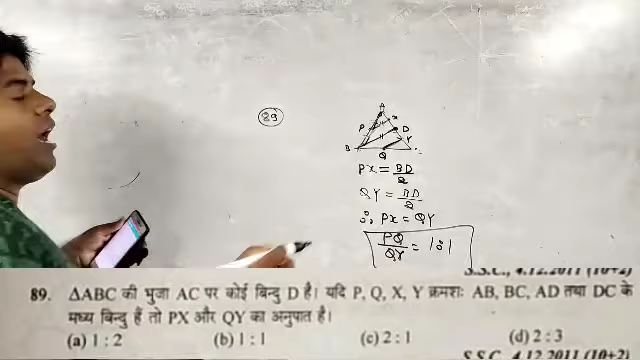 89
A
P X
D
B Q Y
PX = BD/2
QY = BD/2
∴ PX = QY
PQ/QY = 1:1
S.S.C., 4.12.2011 (10+2)
89. ΔABC की भुजा AC पर कोई बिन्दु D है। यदि P, Q, X, Y क्रमशः AB, BC, AD तथा DC के
मध्य बिन्दु हैं तो PX और QY का अनुपात है।
(a) 1 : 2 (b) 1 : 1 (c) 2 : 1 (d) 2 : 3
S.S.C. 4.12.2011 (10+2)